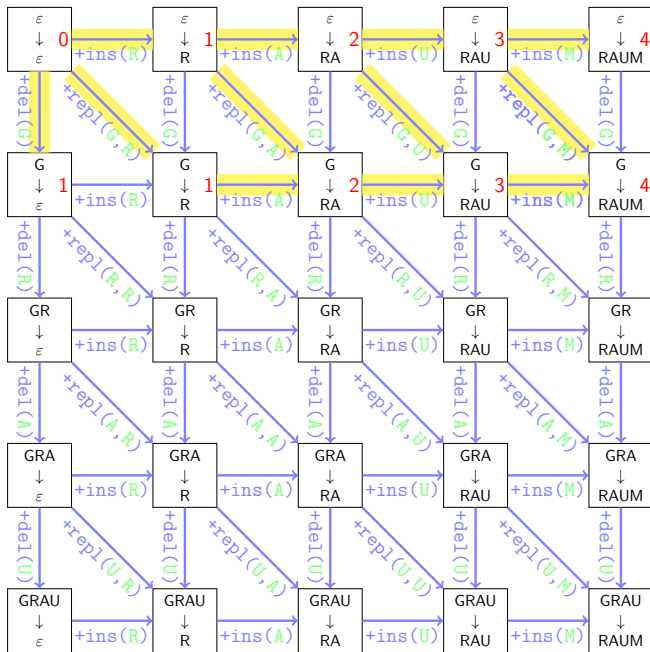 ε ε ε ε ε
↓ 0 ↓ 1 ↓ 2 ↓ 3 ↓ 4
ε +ins(R) R +ins(A) RA +ins(U) RAU +ins(M) RAUM
+del(G) +repl(G,R) +del(G) +repl(G,A) +del(G) +repl(G,U) +del(G) +repl(G,M) +del(G)
G G G G G
↓ 1 ↓ 1 ↓ 2 ↓ 3 ↓ 4
ε +ins(R) R +ins(A) RA +ins(U) RAU +ins(M) RAUM
+del(R) +repl(R,R) +del(R) +repl(R,A) +del(R) +repl(R,U) +del(R) +repl(R,M) +del(R)
GR GR GR GR GR
↓ ↓ ↓ ↓ ↓
ε +ins(R) R +ins(A) RA +ins(U) RAU +ins(M) RAUM
+del(A) +repl(A,R) +del(A) +repl(A,A) +del(A) +repl(A,U) +del(A) +repl(A,M) +del(A)
GRA GRA GRA GRA GRA
↓ ↓ ↓ ↓ ↓
ε +ins(R) R +ins(A) RA +ins(U) RAU +ins(M) RAUM
+del(U) +repl(U,R) +del(U) +repl(U,A) +del(U) +repl(U,U) +del(U) +repl(U,M) +del(U)
GRAU GRAU GRAU GRAU GRAU
↓ ↓ ↓ ↓ ↓
ε +ins(R) R +ins(A) RA +ins(U) RAU +ins(M) RAUM